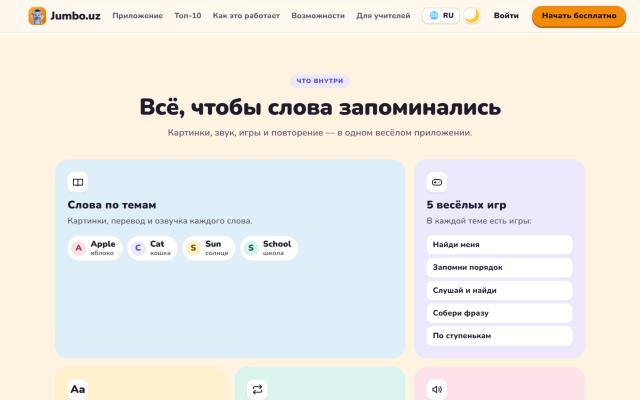 Jumbo.uz Приложение Топ-10 Как это работает Возможности Для учителей RU Войти Начать бесплатно
ЧТО ВНУТРИ
Всё, чтобы слова запоминались
Картинки, звук, игры и повторение — в одном весёлом приложении.
Слова по темам
Картинки, перевод и озвучка каждого слова.
A Apple яблоко
C Cat кошка
S Sun солнце
S School школа
5 весёлых игр
В каждой теме есть игры:
Найди меня
Запомни порядок
Слушай и найди
Собери фразу
По ступенькам
Aa